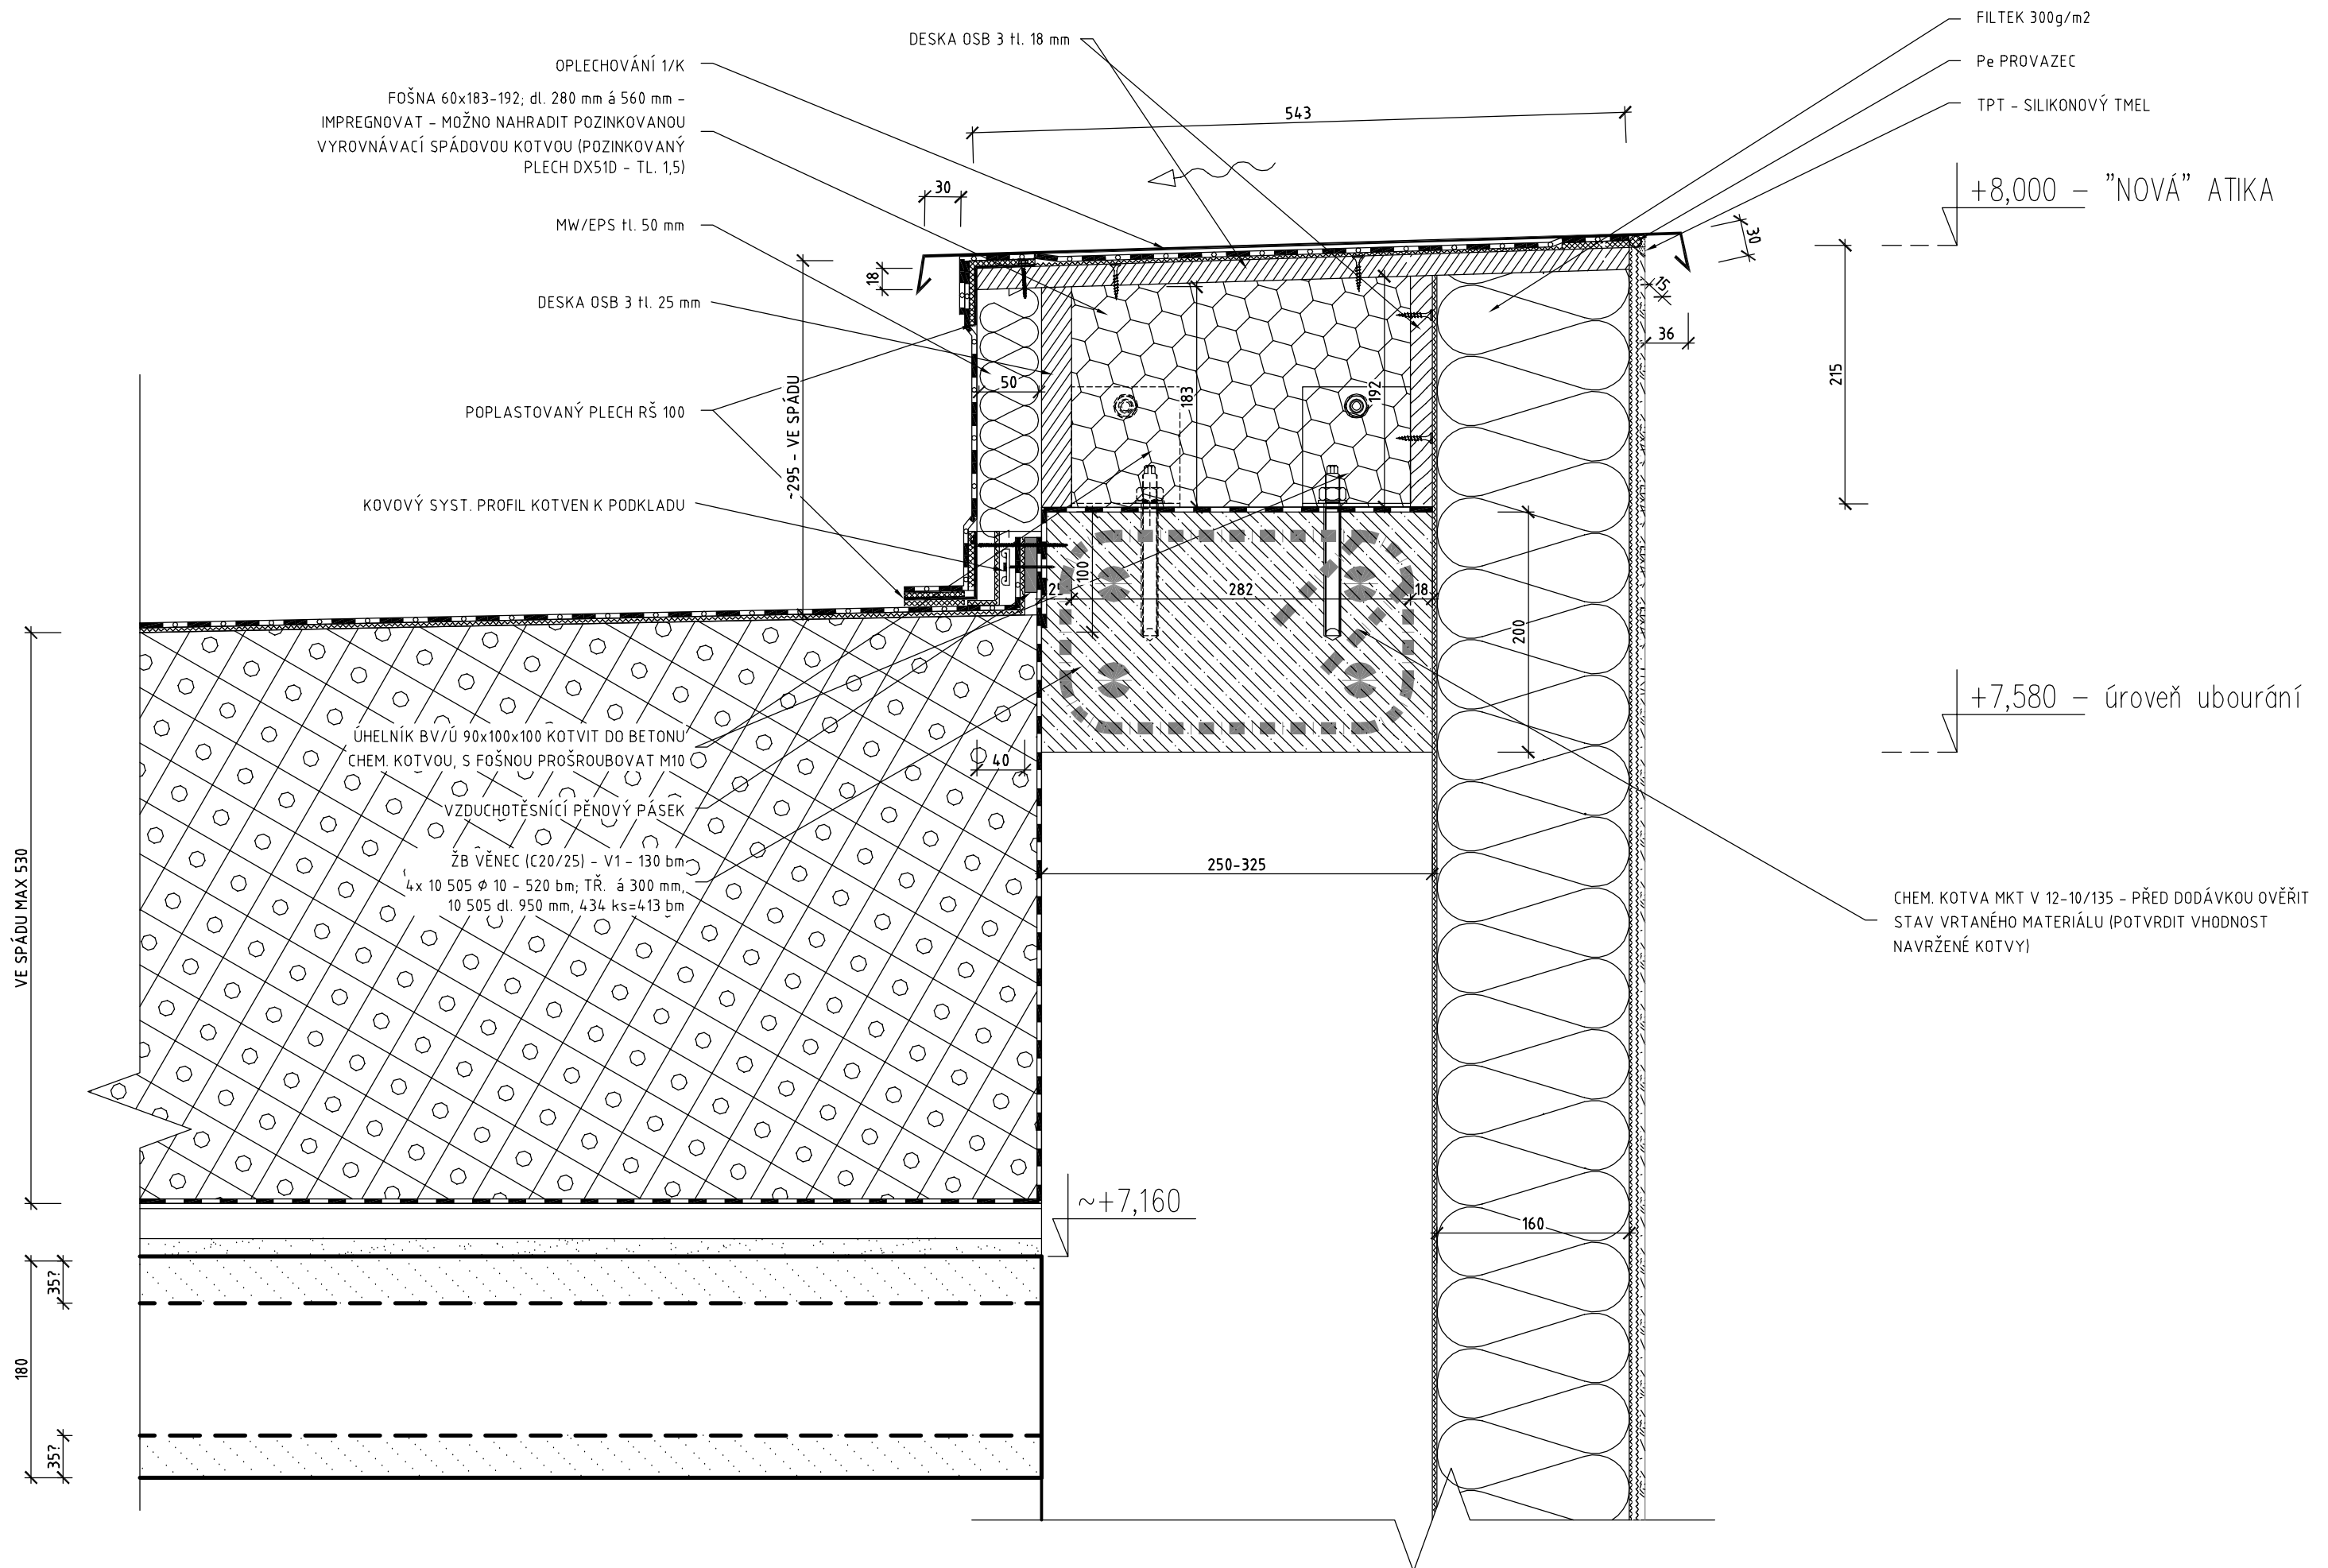 FILTEK 300g/m2
DESKA OSB 3 tl. 18 mm
Pe PROVAZEC
OPLECHOVÁNÍ 1/K
TPT - SILIKONOVÝ TMEL
FOŠNA 60x183-192; dl. 280 mm á 560 mm -
IMPREGNOVAT - MOŽNO NAHRADIT POZINKOVANOU
VYROVNÁVACÍ SPÁDOVOU KOTVOU (POZINKOVANÝ
PLECH DX51D - TL. 1,5)
543
30
+8,000 - "NOVÁ" ATIKA
MW/EPS tl. 50 mm
30
18
15
DESKA OSB 3 tl. 25 mm
36
50
183
192
215
~295 - VE SPÁDU
POPLASTOVANÝ PLECH RŠ 100
KOVOVÝ SYST. PROFIL KOTVEN K PODKLADU
100
25
282
18
200
+7,580 - úroveň ubourání
ÚHELNÍK BV/Ú 90x100x100 KOTVIT DO BETONU
CHEM. KOTVOU, S FOŠNOU PROŠROUBOVAT M10
40
VZDUCHOTĚSNÍCÍ PĚNOVÝ PÁSEK
ŽB VĚNEC (C20/25) - V1 - 130 bm
4x 10 505 Ø 10 - 520 bm; TŘ. á 300 mm,
10 505 dl. 950 mm, 434 ks=413 bm
250-325
VE SPÁDU MAX 530
CHEM. KOTVA MKT V 12-10/135 - PŘED DODÁVKOU OVĚŘIT
STAV VRTANÉHO MATERIÁLU (POTVRDIT VHODNOST
NAVRŽENÉ KOTVY)
~+7,160
160
35?
180
35?